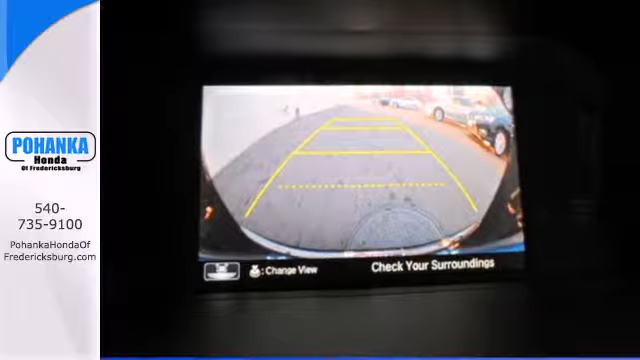 POHANKA
Honda
Of Fredericksburg
540-
735-9100
PohankaHondaOf
Fredericksburg.com
: Change View
Check Your Surroundings